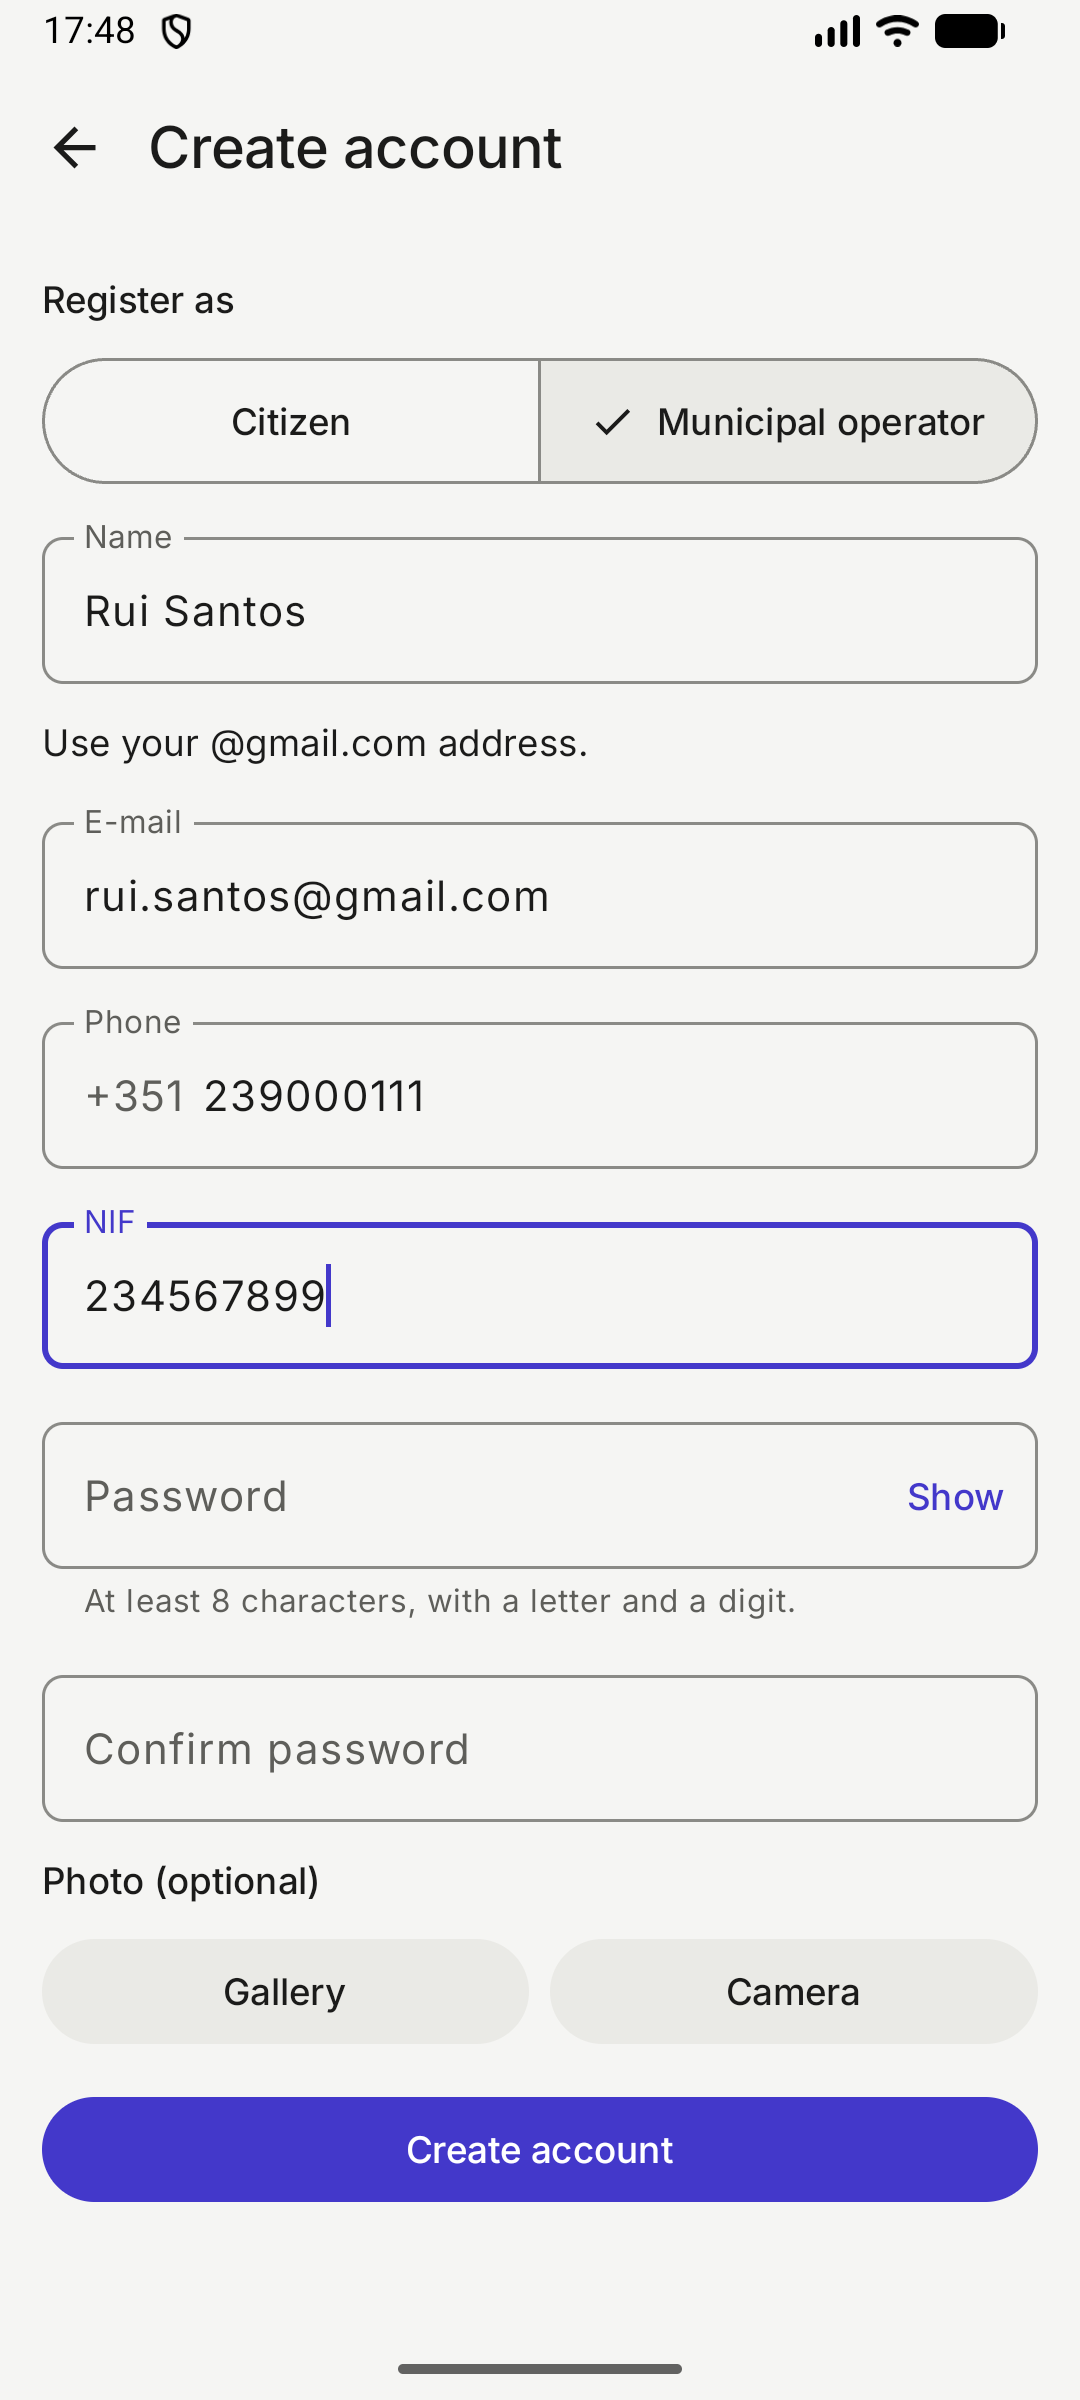 17:48
Create account
Register as
Citizen
Municipal operator
Name
Rui Santos
Use your @gmail.com address.
E-mail
rui.santos@gmail.com
Phone
+351 239000111
NIF
234567899
Password
Show
At least 8 characters, with a letter and a digit.
Confirm password
Photo (optional)
Gallery
Camera
Create account